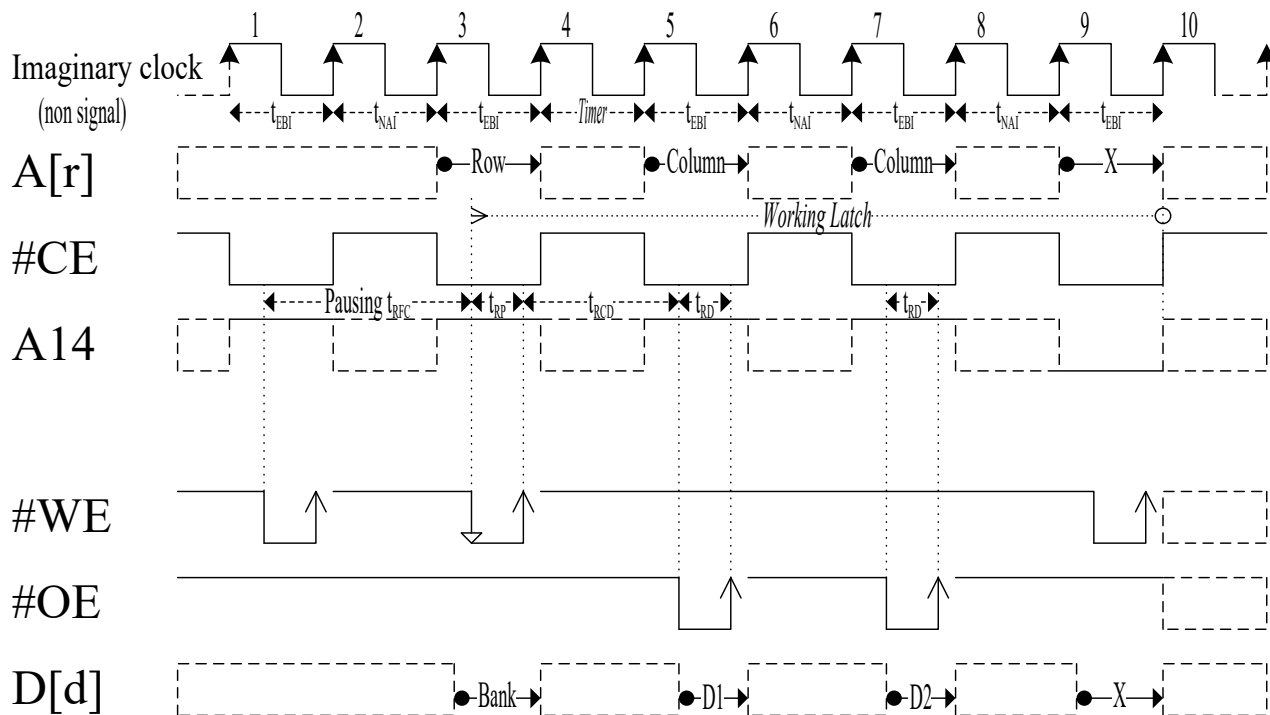 1 2 3 4 5 6 7 8 9 10
Imaginary clock
(non signal)
tEBI tNAI tEBI Timer tEBI tNAI tEBI tNAI tEBI
A[r] Row Column Column X
Working Latch
#CE
Pausing tRFC tRP tRCD tRD tRD
A14
#WE
#OE
D[d] Bank D1 D2 X